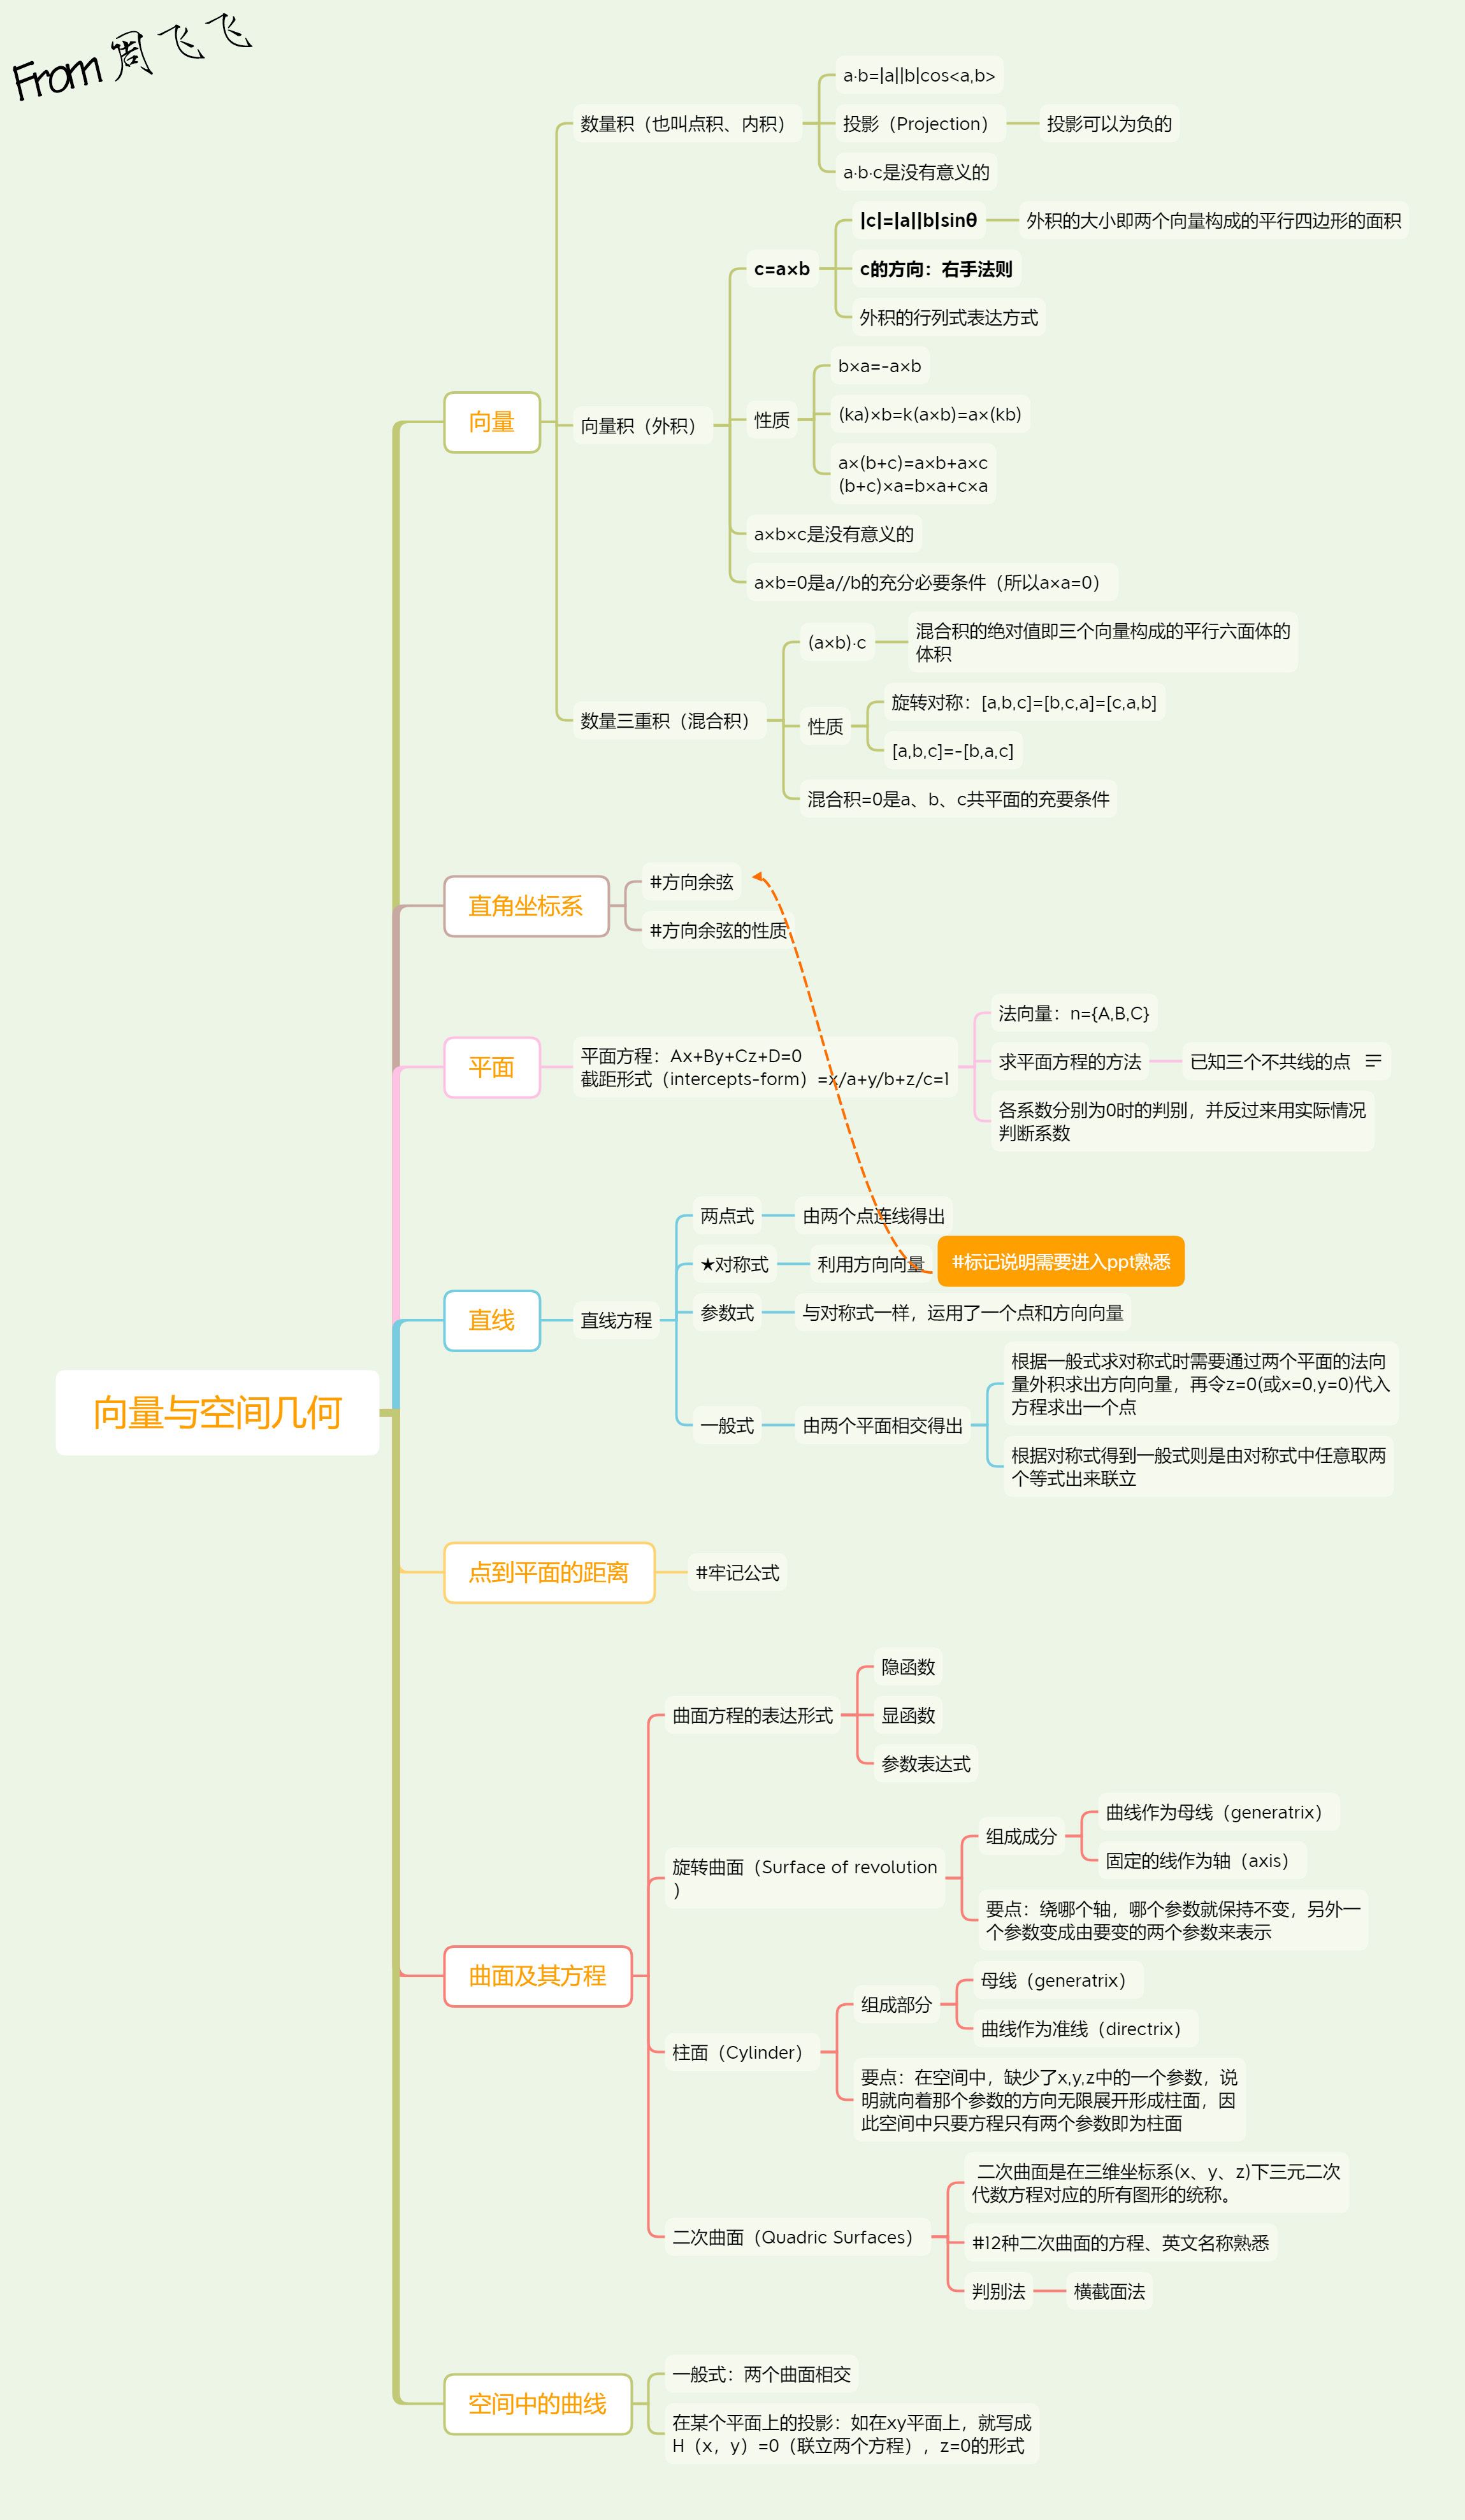 From 周飞飞
向量与空间几何
向量
数量积（也叫点积、内积）
a·b=|a||b|cos<a,b>
投影（Projection）
投影可以为负的
a·b·c是没有意义的
向量积（外积）
c=a×b
|c|=|a||b|sinθ
外积的大小即两个向量构成的平行四边形的面积
c的方向：右手法则
外积的行列式表达方式
性质
b×a=-a×b
(ka)×b=k(a×b)=a×(kb)
a×(b+c)=a×b+a×c
(b+c)×a=b×a+c×a
a×b×c是没有意义的
a×b=0是a//b的充分必要条件（所以a×a=0）
数量三重积（混合积）
(a×b)·c
混合积的绝对值即三个向量构成的平行六面体的
体积
性质
旋转对称：[a,b,c]=[b,c,a]=[c,a,b]
[a,b,c]=-[b,a,c]
混合积=0是a、b、c共平面的充要条件
直角坐标系
#方向余弦
#方向余弦的性质
平面
平面方程：Ax+By+Cz+D=0
截距形式（intercepts-form）=x/a+y/b+z/c=1
法向量：n={A,B,C}
求平面方程的方法
已知三个不共线的点
各系数分别为0时的判别，并反过来用实际情况
判断系数
直线
直线方程
两点式
由两个点连线得出
★对称式
利用方向向量
#标记说明需要进入ppt熟悉
参数式
与对称式一样，运用了一个点和方向向量
一般式
由两个平面相交得出
根据一般式求对称式时需要通过两个平面的法向
量外积求出方向向量，再令z=0(或x=0,y=0)代入
方程求出一个点
根据对称式得到一般式则是由对称式中任意取两
个等式出来联立
点到平面的距离
#牢记公式
曲面及其方程
曲面方程的表达形式
隐函数
显函数
参数表达式
旋转曲面（Surface of revolution
）
组成成分
曲线作为母线（generatrix）
固定的线作为轴（axis）
要点：绕哪个轴，哪个参数就保持不变，另外一
个参数变成由要变的两个参数来表示
柱面（Cylinder）
组成部分
母线（generatrix）
曲线作为准线（directrix）
要点：在空间中，缺少了x,y,z中的一个参数，说
明就向着那个参数的方向无限展开形成柱面，因
此空间中只要方程只有两个参数即为柱面
二次曲面（Quadric Surfaces）
二次曲面是在三维坐标系(x、y、z)下三元二次
代数方程对应的所有图形的统称。
#12种二次曲面的方程、英文名称熟悉
判别法
横截面法
空间中的曲线
一般式：两个曲面相交
在某个平面上的投影：如在xy平面上，就写成
H（x，y）=0（联立两个方程），z=0的形式